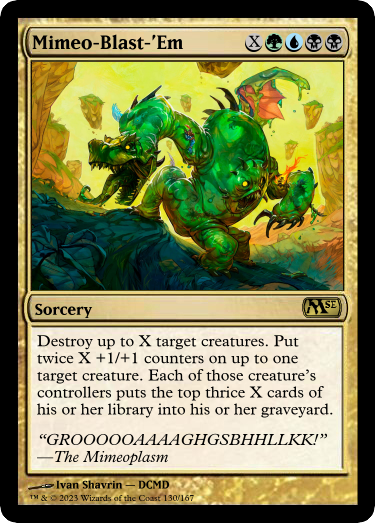 Mimeo-Blast-'Em X
Sorcery MSE
Destroy up to X target creatures. Put
twice X +1/+1 counters on up to one
target creature. Each of those creature's
controllers puts the top thrice X cards of
his or her library into his or her graveyard.
“GROOOOOAAAAGHGSBHHLLKK!”
—The Mimeoplasm
Ivan Shavrin — DCMD
™ & © 2023 Wizards of the Coast 130/167